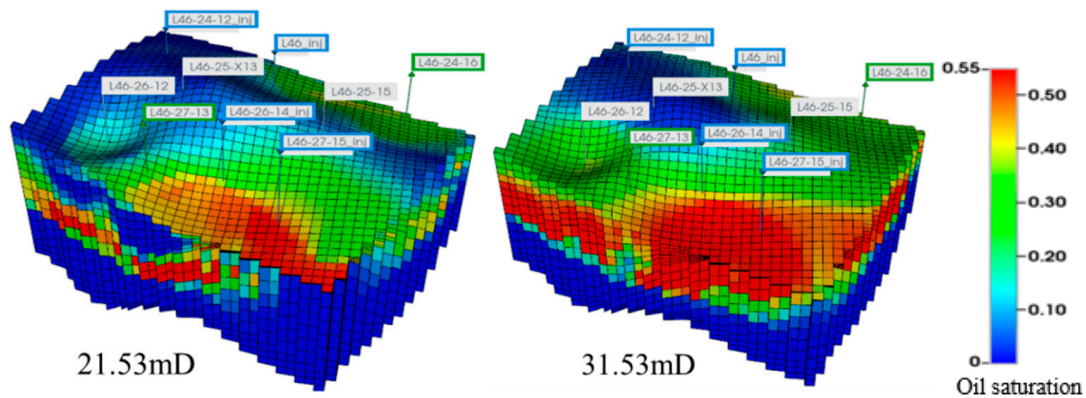 L46-24-12_inj
L46_inj
L46-24-16
L46-25-X13
L46-26-12
L46-25-15
L46-27-13
L46-26-14_inj
L46-27-15_inj
21.53mD
L46-24-12_inj
L46_inj
L46-24-16
L46-25-X13
L46-26-12
L46-25-15
L46-27-13
L46-26-14_inj
L46-27-15_inj
31.53mD
0.55
0.50
0.40
0.30
0.20
0.10
0
Oil saturation